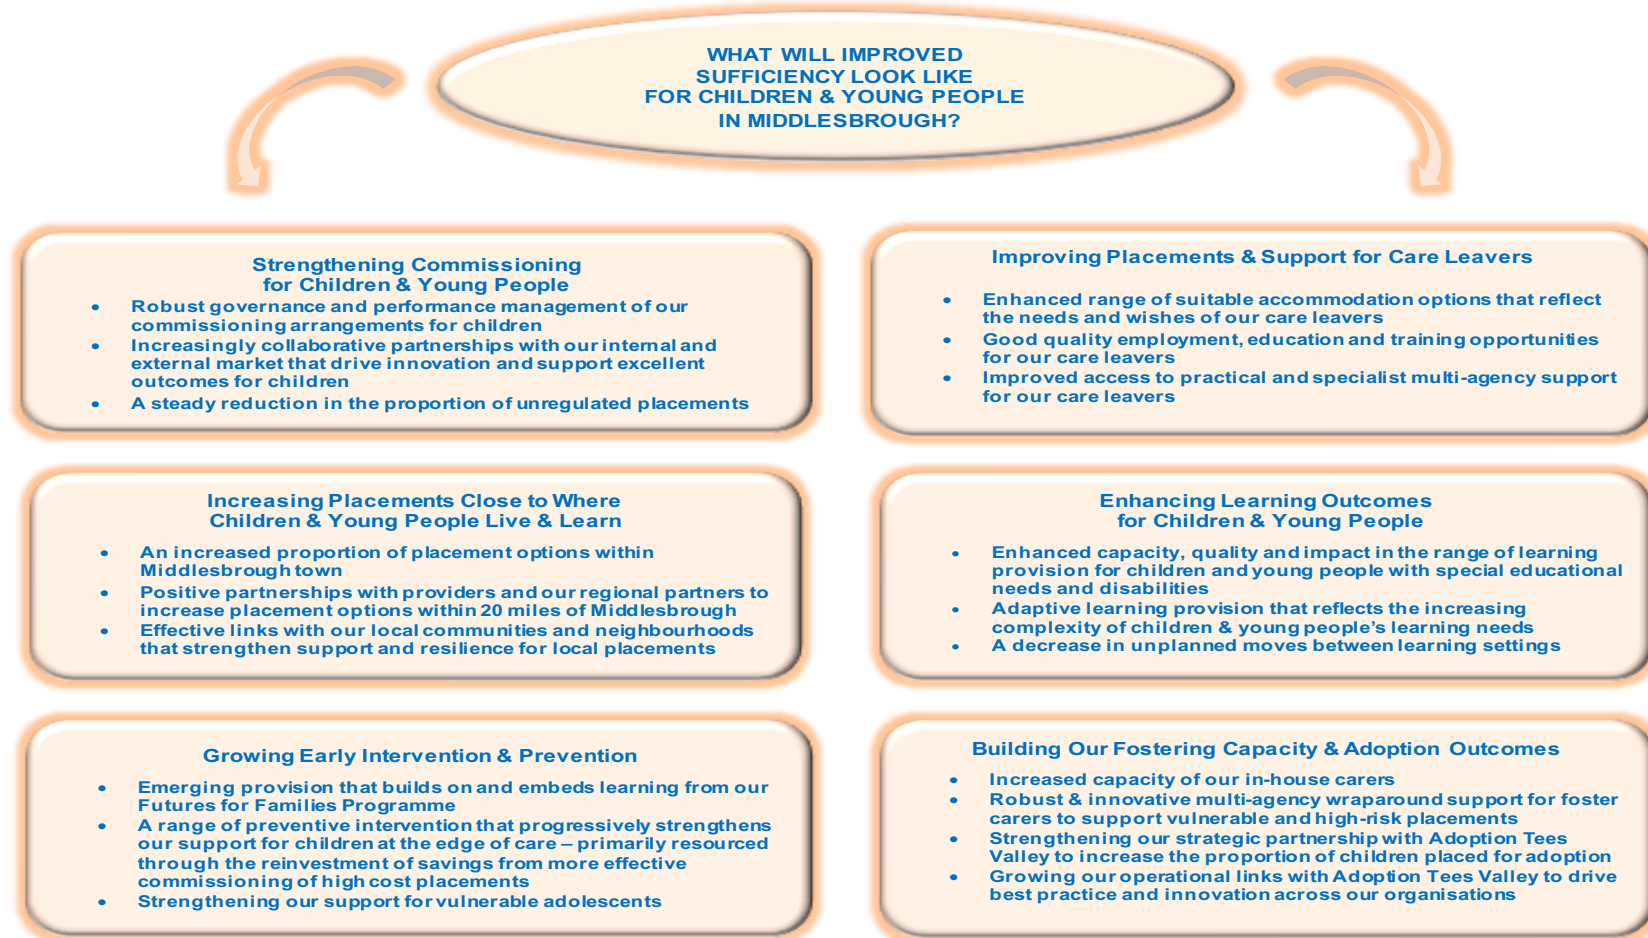 WHAT WILL IMPROVED
SUFFICIENCY LOOK LIKE
FOR CHILDREN & YOUNG PEOPLE
IN MIDDLESBROUGH?
Strengthening Commissioning
for Children & Young People
• Robust governance and performance management of our
commissioning arrangements for children
• Increasingly collaborative partnerships with our internal and
external market that drive innovation and support excellent
outcomes for children
• A steady reduction in the proportion of unregulated placements
Improving Placements & Support for Care Leavers
• Enhanced range of suitable accommodation options that reflect
the needs and wishes of our care leavers
• Good quality employment, education and training opportunities
for our care leavers
• Improved access to practical and specialist multi-agency support
for our care leavers
Increasing Placements Close to Where
Children & Young People Live & Learn
• An increased proportion of placement options within
Middlesbrough town
• Positive partnerships with providers and our regional partners to
increase placement options within 20 miles of Middlesbrough
• Effective links with our local communities and neighbourhoods
that strengthen support and resilience for local placements
Enhancing Learning Outcomes
for Children & Young People
• Enhanced capacity, quality and impact in the range of learning
provision for children and young people with special educational
needs and disabilities
• Adaptive learning provision that reflects the increasing
complexity of children & young people's learning needs
• A decrease in unplanned moves between learning settings
Growing Early Intervention & Prevention
• Emerging provision that builds on and embeds learning from our
Futures for Families Programme
• A range of preventive intervention that progressively strengthens
our support for children at the edge of care – primarily resourced
through the reinvestment of savings from more effective
commissioning of high cost placements
• Strengthening our support for vulnerable adolescents
Building Our Fostering Capacity & Adoption Outcomes
• Increased capacity of our in-house carers
• Robust & innovative multi-agency wraparound support for foster
carers to support vulnerable and high-risk placements
• Strengthening our strategic partnership with Adoption Tees
Valley to increase the proportion of children placed for adoption
• Growing our operational links with Adoption Tees Valley to drive
best practice and innovation across our organisations